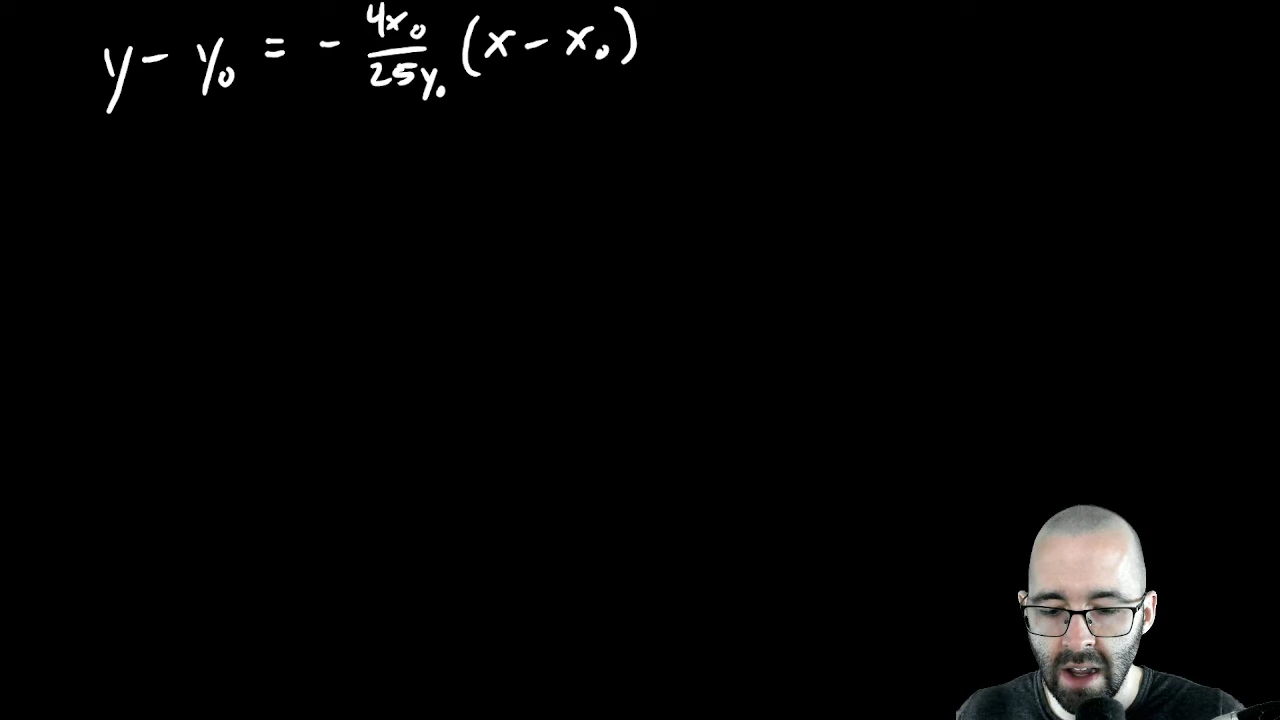 y - y₀ = - 4x₀/25y₀ (x - x₀)